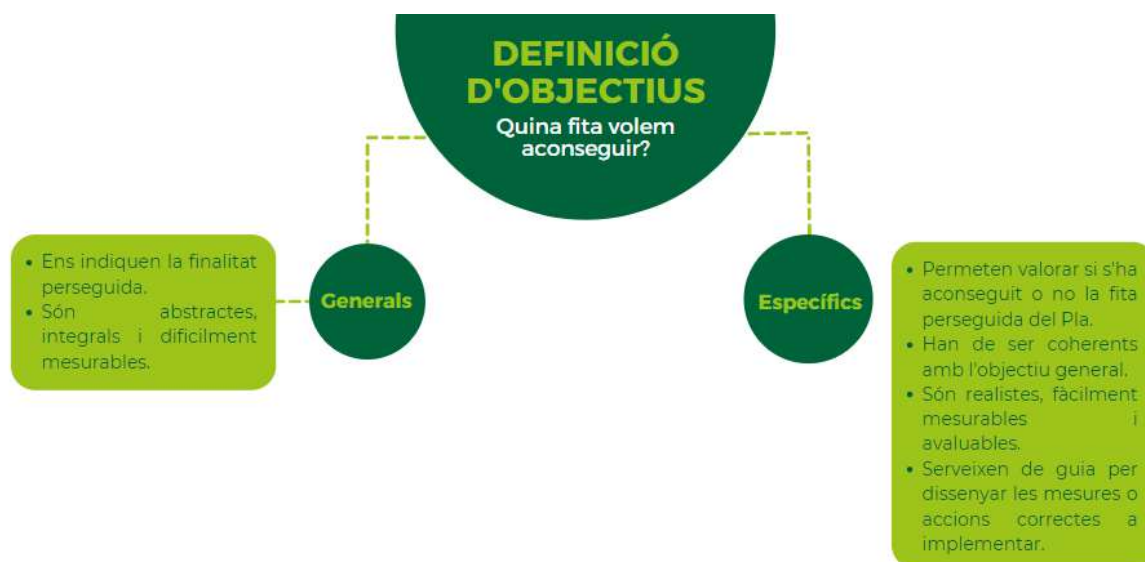 DEFINICIÓ
D'OBJECTIUS
Quina fita volem
aconseguir?
Generals
• Ens indiquen la finalitat
perseguida.
• Són abstractes,
integrals i dificilment
mesurables.
Específics
• Permeten valorar si s'ha
aconseguit o no la fita
perseguida del Pla.
• Han de ser coherents
amb l'objectiu general.
• Són realistes, fàcilment
mesurables i
avaluables.
• Serveixen de guia per
dissenyar les mesures o
accions correctes a
implementar.